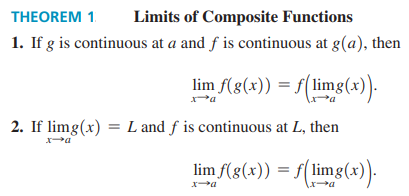 THEOREM 1 Limits of Composite Functions
1. If g is continuous at a and f is continuous at g(a), then
lim f(g(x)) = f(lim g(x)).
x→a x→a
2. If lim g(x) = L and f is continuous at L, then
x→a
lim f(g(x)) = f(lim g(x)).
x→a x→a